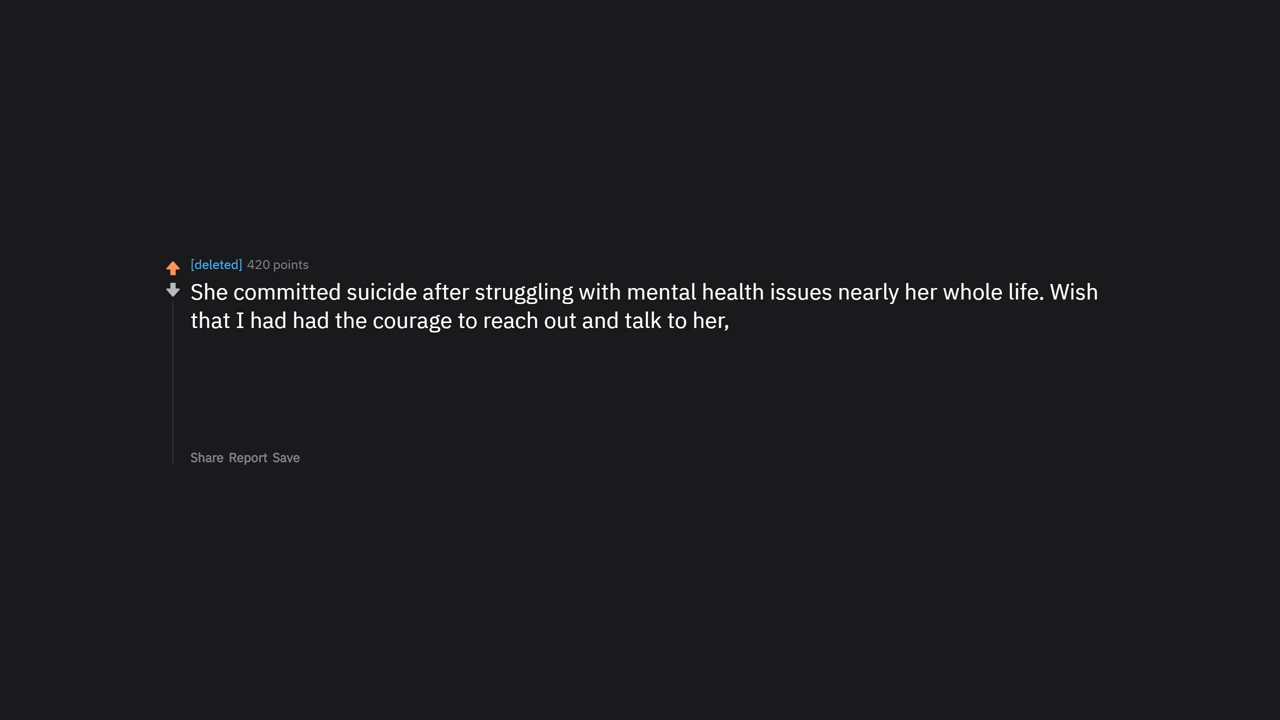 [deleted] 420 points
She committed suicide after struggling with mental health issues nearly her whole life. Wish
that I had had the courage to reach out and talk to her,
Share Report Save